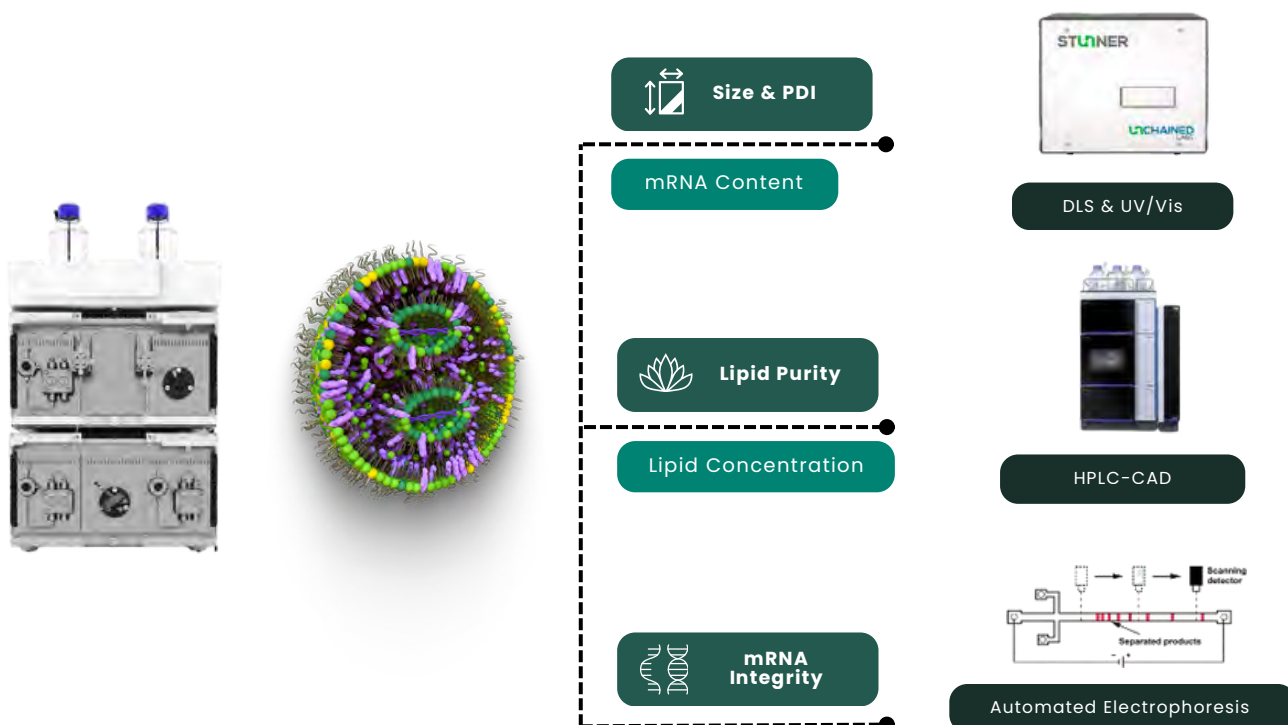 STUNNER
UNCHAINED
LABS
Size & PDI
mRNA Content
DLS & UV/Vis
Lipid Purity
Lipid Concentration
HPLC-CAD
Scanning
detector
Separated products
- +
mRNA
Integrity
Automated Electrophoresis